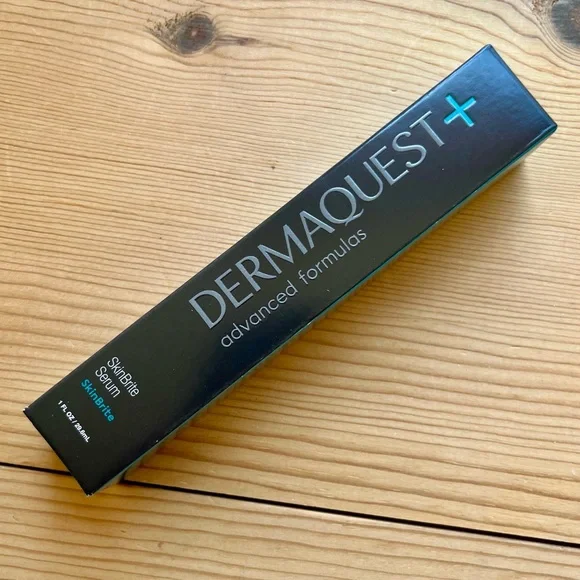 DERMAQUEST+
advanced formulas
SkinBrite
Serum
SkinBrite
1 FL OZ / 29.6mL